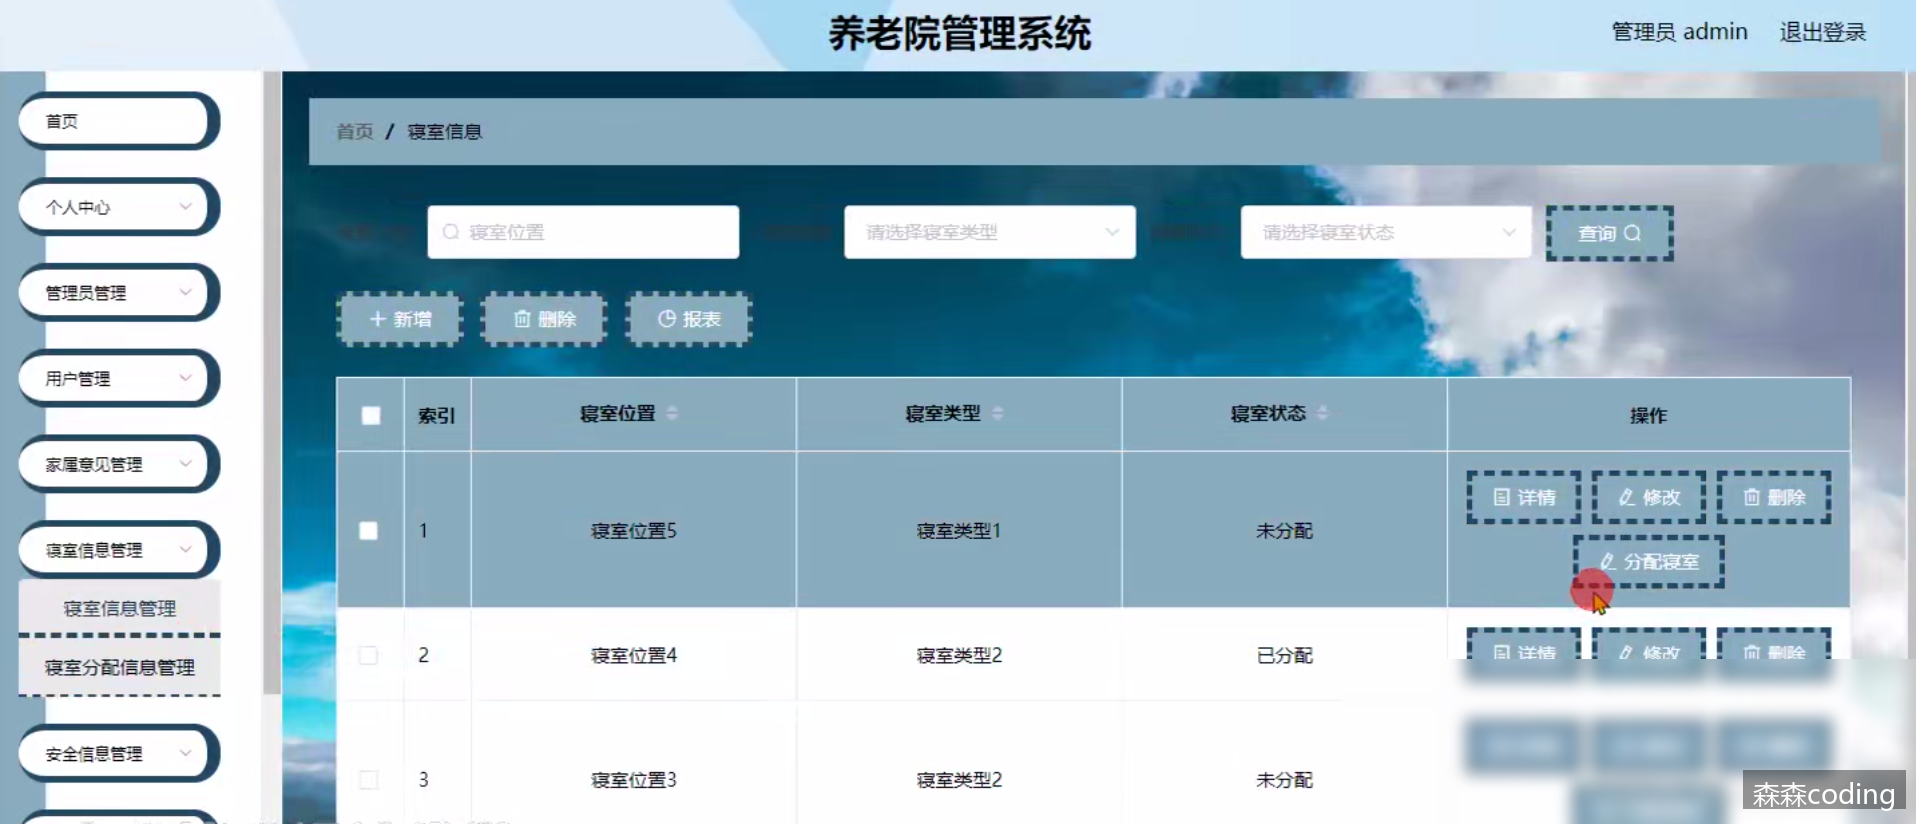 养老院管理系统
管理员 admin 退出登录
首页
个人中心
管理员管理
用户管理
家属意见管理
寝室信息管理
寝室信息管理
寝室分配信息管理
安全信息管理
首页 / 寝室信息
寝室位置 请选择寝室类型 请选择寝室状态 查询
新增 删除 报表
索引 寝室位置 寝室类型 寝室状态 操作
1 寝室位置5 寝室类型1 未分配 详情 修改 删除
分配寝室
2 寝室位置4 寝室类型2 已分配 详情 修改 删除
3 寝室位置3 寝室类型2 未分配
森森coding